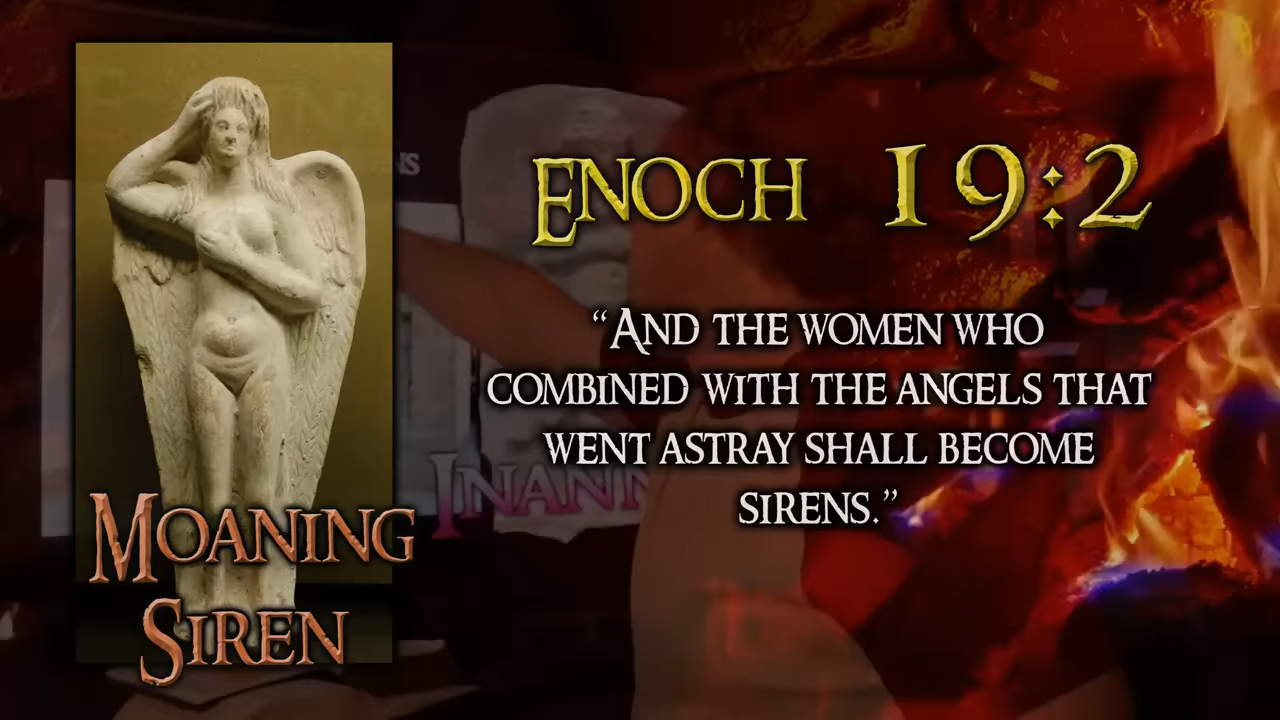 Enoch 19:2
“And the women who
combined with the angels that
went astray shall become
sirens.”
Moaning
Siren